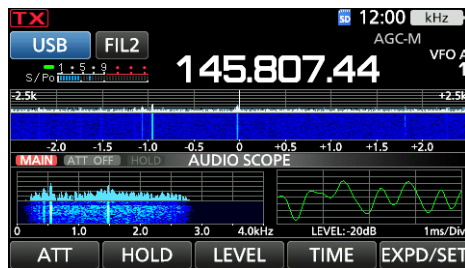 TX SD 12:00 kHz
USB FIL2 AGC-M
VFO A
S/Po 1 5 9 145.807.44 1
-2.5k +2.5k
-2.0 -1.5 -1.0 -0.5 0 +0.5 +1.0 +1.5 +2.0
MAIN ATT OFF HOLD AUDIO SCOPE
0 1.0 2.0 3.0 4.0kHz LEVEL:-20dB 1ms/Div
ATT HOLD LEVEL TIME EXPD/SET